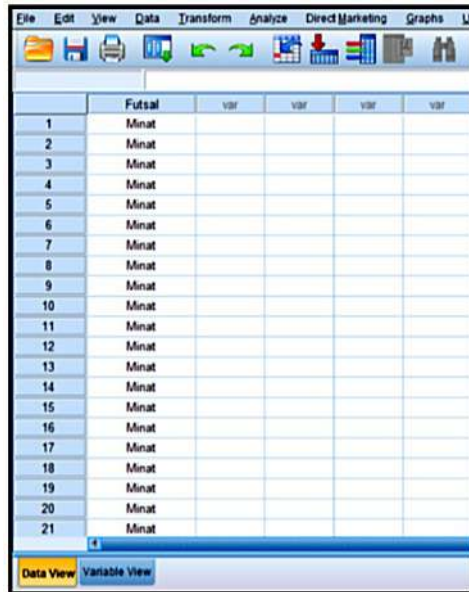 File Edit View Data Transform Analyze Direct Marketing Graphs U
Futsal var var var var
1 Minat
2 Minat
3 Minat
4 Minat
5 Minat
6 Minat
7 Minat
8 Minat
9 Minat
10 Minat
11 Minat
12 Minat
13 Minat
14 Minat
15 Minat
16 Minat
17 Minat
18 Minat
19 Minat
20 Minat
21 Minat
Data View Variable View